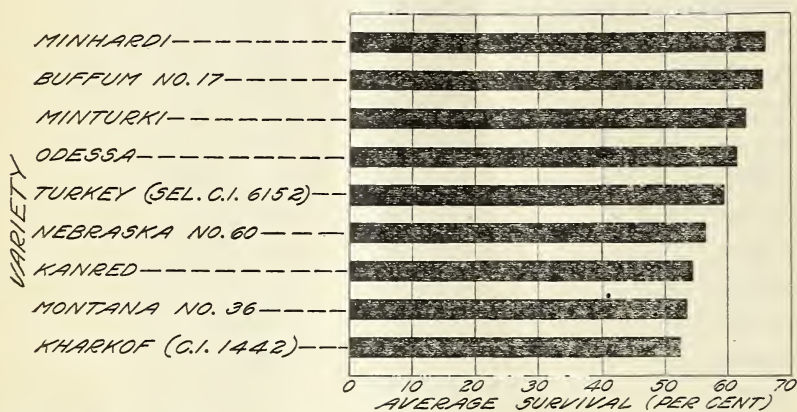 MINHARDI
BUFFUM NO. 17
MINTURKI
ODESSA
TURKEY (SEL. C.I. 6152)
NEBRASKA NO. 60
KANRED
MONTANA NO. 36
KHARKOF (C.I. 1442)
VARIETY
0 10 20 30 40 50 60 70
AVERAGE SURVIVAL (PER CENT)